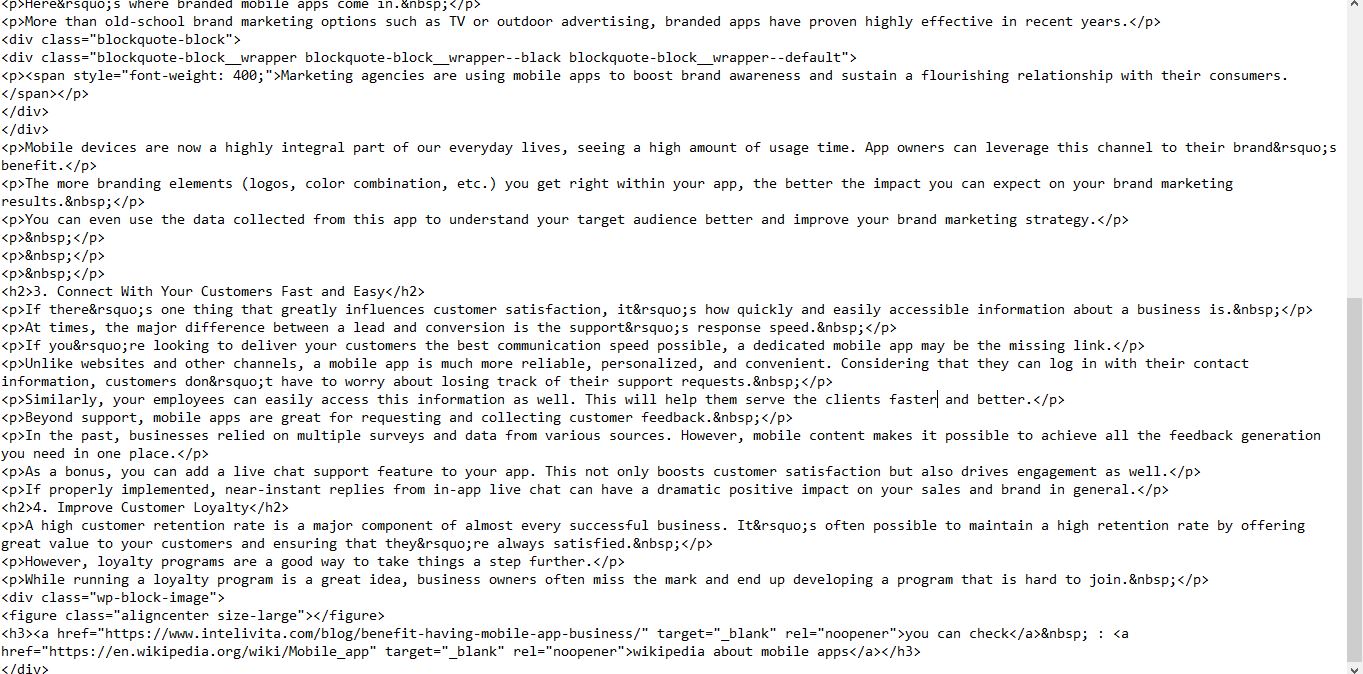 <p>Here&rsquo;s where branded mobile apps come in.&nbsp;</p>
<p>More than old-school brand marketing options such as TV or outdoor advertising, branded apps have proven highly effective in recent years.</p>
<div class="blockquote-block">
<div class="blockquote-block__wrapper blockquote-block__wrapper--black blockquote-block__wrapper--default">
<p><span style="font-weight: 400;">Marketing agencies are using mobile apps to boost brand awareness and sustain a flourishing relationship with their consumers.
</span></p>
</div>
</div>
<p>Mobile devices are now a highly integral part of our everyday lives, seeing a high amount of usage time. App owners can leverage this channel to their brand&rsquo;s
benefit.</p>
<p>The more branding elements (logos, color combination, etc.) you get right within your app, the better the impact you can expect on your brand marketing
results.&nbsp;</p>
<p>You can even use the data collected from this app to understand your target audience better and improve your brand marketing strategy.</p>
<p>&nbsp;</p>
<p>&nbsp;</p>
<p>&nbsp;</p>
<h2>3. Connect With Your Customers Fast and Easy</h2>
<p>If there&rsquo;s one thing that greatly influences customer satisfaction, it&rsquo;s how quickly and easily accessible information about a business is.&nbsp;</p>
<p>At times, the major difference between a lead and conversion is the support&rsquo;s response speed.&nbsp;</p>
<p>If you&rsquo;re looking to deliver your customers the best communication speed possible, a dedicated mobile app may be the missing link.</p>
<p>Unlike websites and other channels, a mobile app is much more reliable, personalized, and convenient. Considering that they can log in with their contact
information, customers don&rsquo;t have to worry about losing track of their support requests.&nbsp;</p>
<p>Similarly, your employees can easily access this information as well. This will help them serve the clients faster and better.</p>
<p>Beyond support, mobile apps are great for requesting and collecting customer feedback.&nbsp;</p>
<p>In the past, businesses relied on multiple surveys and data from various sources. However, mobile content makes it possible to achieve all the feedback generation
you need in one place.</p>
<p>As a bonus, you can add a live chat support feature to your app. This not only boosts customer satisfaction but also drives engagement as well.</p>
<p>If properly implemented, near-instant replies from in-app live chat can have a dramatic positive impact on your sales and brand in general.</p>
<h2>4. Improve Customer Loyalty</h2>
<p>A high customer retention rate is a major component of almost every successful business. It&rsquo;s often possible to maintain a high retention rate by offering
great value to your customers and ensuring that they&rsquo;re always satisfied.&nbsp;</p>
<p>However, loyalty programs are a good way to take things a step further.</p>
<p>While running a loyalty program is a great idea, business owners often miss the mark and end up developing a program that is hard to join.&nbsp;</p>
<div class="wp-block-image">
<figure class="aligncenter size-large"></figure>
<h3><a href="https://www.intelivita.com/blog/benefit-having-mobile-app-business/" target="_blank" rel="noopener">you can check</a>&nbsp; : <a
href="https://en.wikipedia.org/wiki/Mobile_app" target="_blank" rel="noopener">wikipedia about mobile apps</a></h3>
</div>